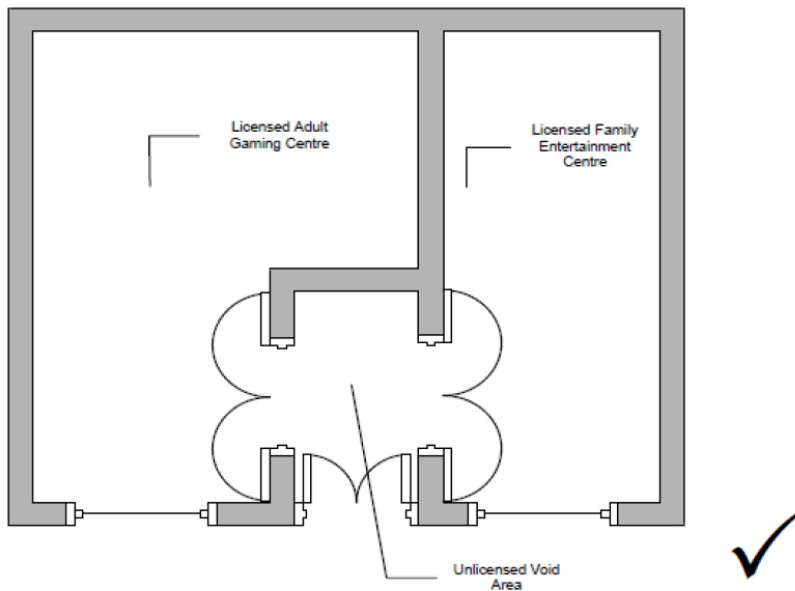 Licensed Adult
Gaming Centre
Licensed Family
Entertainment
Centre
Unlicensed Void
Area